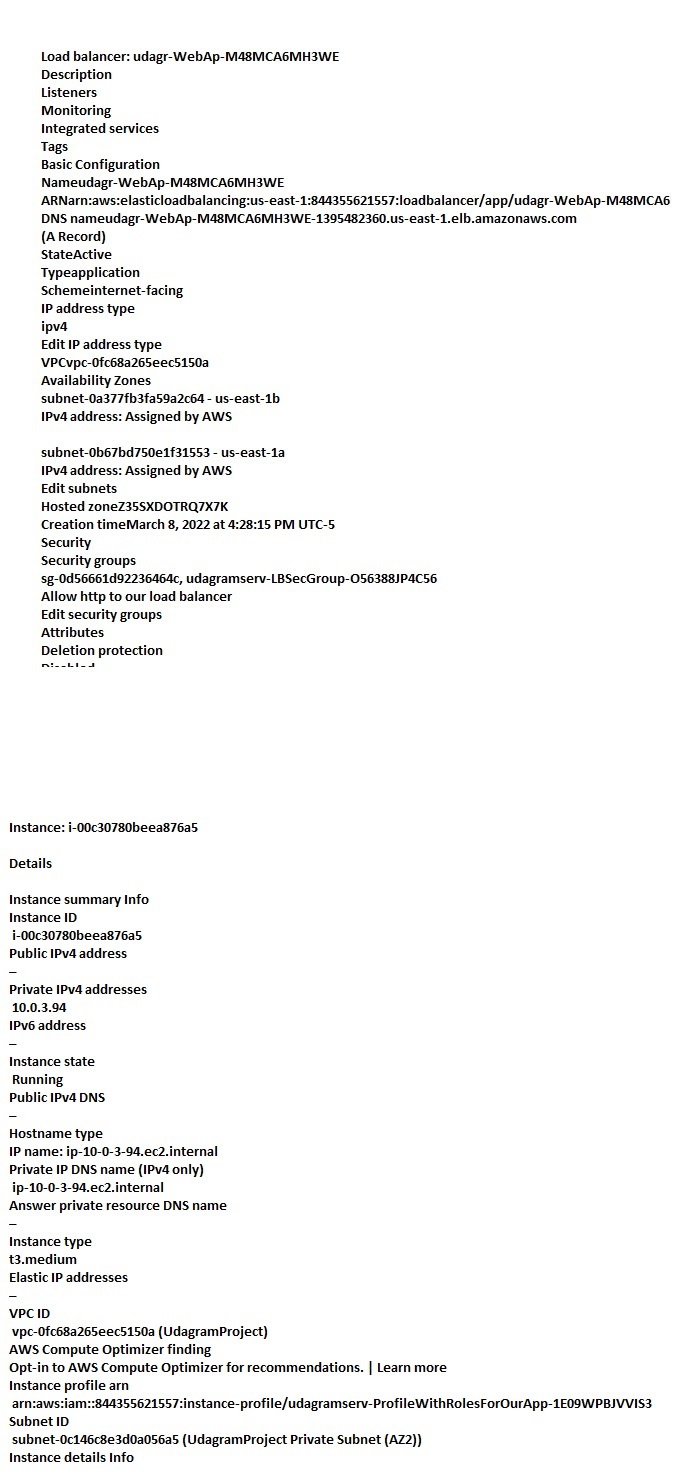 Load balancer: udagr-WebAp-M48MCA6MH3WE
Description
Listeners
Monitoring
Integrated services
Tags
Basic Configuration
Nameudagr-WebAp-M48MCA6MH3WE
ARNarn:aws:elasticloadbalancing:us-east-1:844355621557:loadbalancer/app/udagr-WebAp-M48MCA6
DNS nameudagr-WebAp-M48MCA6MH3WE-1395482360.us-east-1.elb.amazonaws.com
(A Record)
StateActive
Typeapplication
Schemeinternet-facing
IP address type
ipv4
Edit IP address type
VPCvpc-0fc68a265eec5150a
Availability Zones
subnet-0a377fb3fa59a2c64 - us-east-1b
IPv4 address: Assigned by AWS
subnet-0b67bd750e1f31553 - us-east-1a
IPv4 address: Assigned by AWS
Edit subnets
Hosted zoneZ35SXDOTRQ7X7K
Creation timeMarch 8, 2022 at 4:28:15 PM UTC-5
Security
Security groups
sg-0d56661d92236464c, udagramserv-LBSecGroup-O56388JP4C56
Allow http to our load balancer
Edit security groups
Attributes
Deletion protection
Disabled
Instance: i-00c30780beea876a5
Details
Instance summary Info
Instance ID
i-00c30780beea876a5
Public IPv4 address
–
Private IPv4 addresses
10.0.3.94
IPv6 address
–
Instance state
Running
Public IPv4 DNS
–
Hostname type
IP name: ip-10-0-3-94.ec2.internal
Private IP DNS name (IPv4 only)
ip-10-0-3-94.ec2.internal
Answer private resource DNS name
–
Instance type
t3.medium
Elastic IP addresses
–
VPC ID
vpc-0fc68a265eec5150a (UdagramProject)
AWS Compute Optimizer finding
Opt-in to AWS Compute Optimizer for recommendations. | Learn more
Instance profile arn
arn:aws:iam::844355621557:instance-profile/udagramserv-ProfileWithRolesForOurApp-1E09WPBJVVIS3
Subnet ID
subnet-0c146c8e3d0a056a5 (UdagramProject Private Subnet (AZ2))
Instance details Info